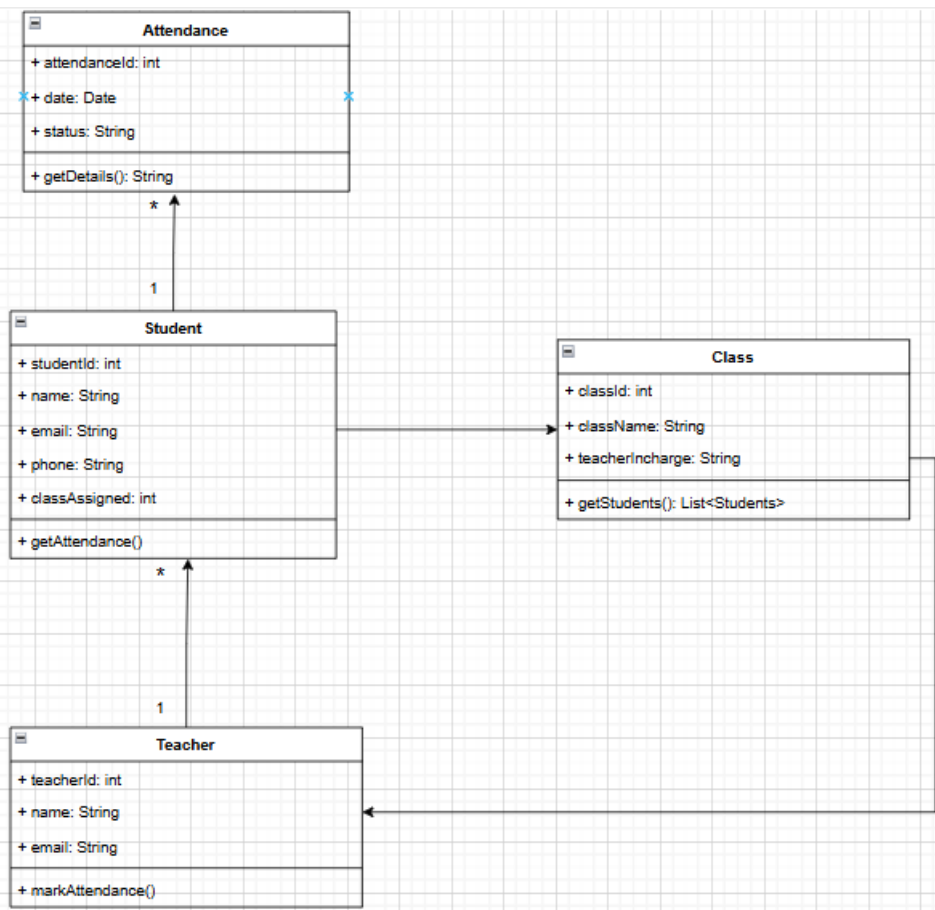 Attendance
+ attendanceId: int
+ date: Date
+ status: String
+ getDetails(): String
*
1
Student
+ studentId: int
+ name: String
+ email: String
+ phone: String
+ classAssigned: int
+ getAttendance()
Class
+ classId: int
+ className: String
+ teacherIncharge: String
+ getStudents(): List<Students>
*
1
Teacher
+ teacherId: int
+ name: String
+ email: String
+ markAttendance()